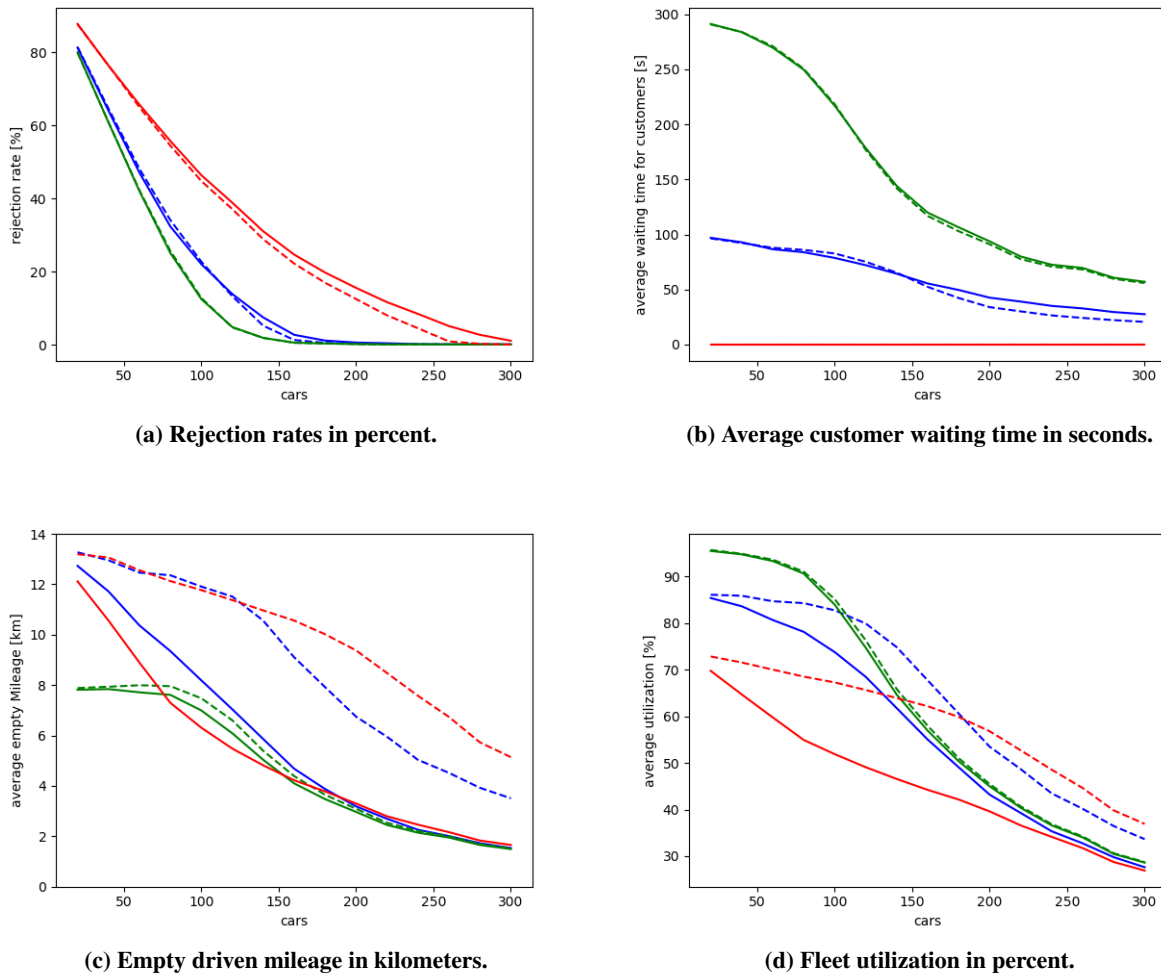 rejection rate [%]
80
60
40
20
0
50 100 150 200 250 300
cars
(a) Rejection rates in percent.
average waiting time for customers [s]
300
250
200
150
100
50
0
50 100 150 200 250 300
cars
(b) Average customer waiting time in seconds.
average empty Mileage [km]
14
12
10
8
6
4
2
0
50 100 150 200 250 300
cars
(c) Empty driven mileage in kilometers.
average utilization [%]
90
80
70
60
50
40
30
50 100 150 200 250 300
cars
(d) Fleet utilization in percent.